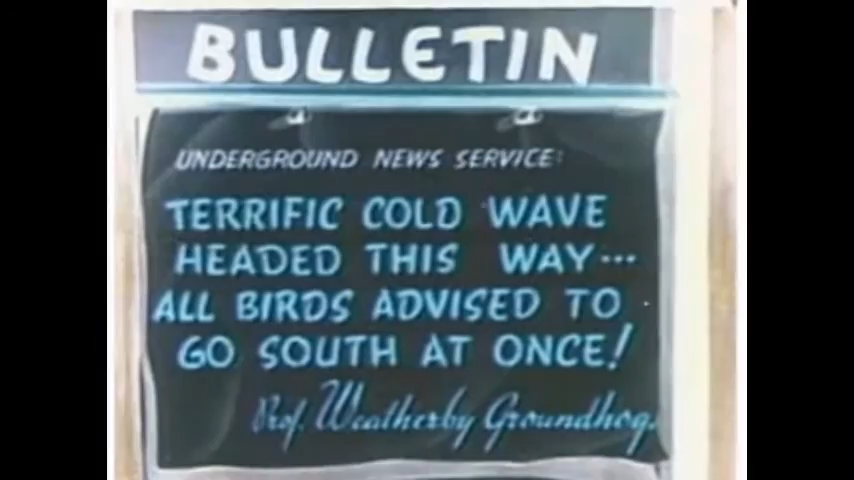 BULLETIN
UNDERGROUND NEWS SERVICE:
TERRIFIC COLD WAVE
HEADED THIS WAY---
ALL BIRDS ADVISED TO
GO SOUTH AT ONCE!
Prof. Weatherby Groundhog.